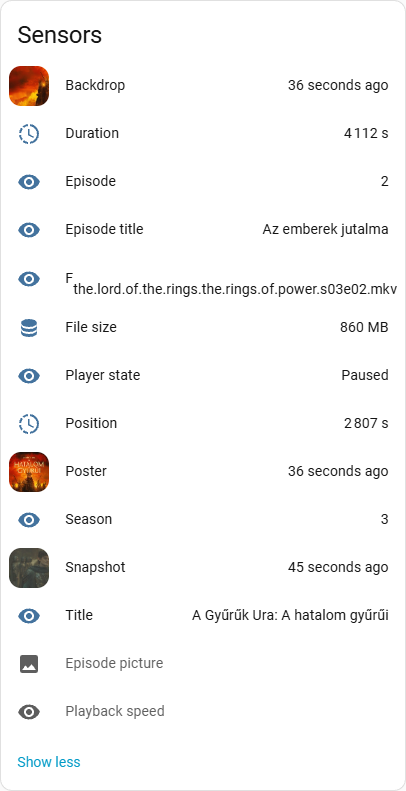 Sensors
Backdrop 36 seconds ago
Duration 4 112 s
Episode 2
Episode title Az emberek jutalma
F
the.lord.of.the.rings.the.rings.of.power.s03e02.mkv
File size 860 MB
Player state Paused
Position 2 807 s
HATALOM
GYŰRŰI
Poster 36 seconds ago
Season 3
Snapshot 45 seconds ago
Title A Gyűrűk Ura: A hatalom gyűrűi
Episode picture
Playback speed
Show less